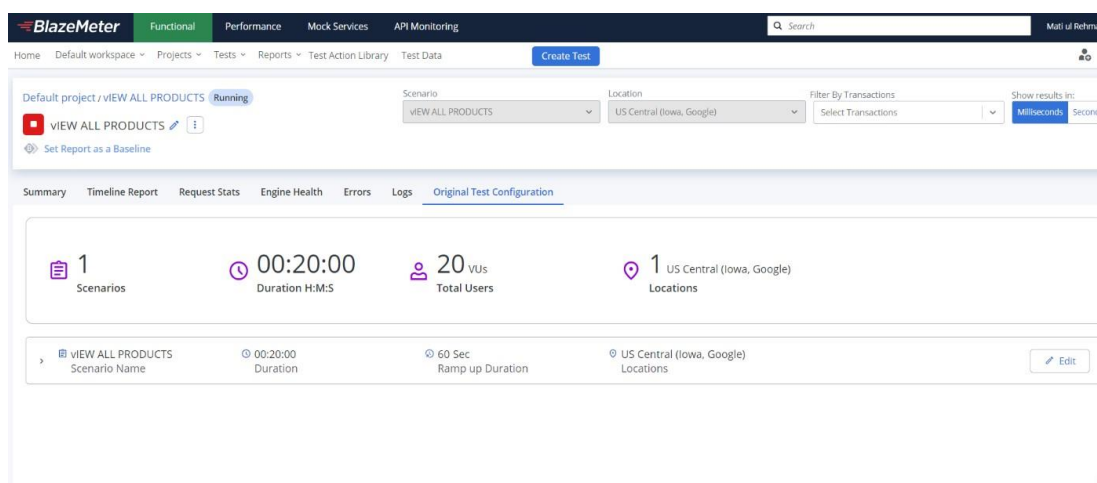 BlazeMeter Functional Performance Mock Services API Monitoring Search Mati ul Rehma
Home Default workspace Projects Tests Reports Test Action Library Test Data Create Test
Default project / vIEW ALL PRODUCTS Running
vIEW ALL PRODUCTS
Set Report as a Baseline
Scenario
vIEW ALL PRODUCTS
Location
US Central (Iowa, Google)
Filter By Transactions
Select Transactions
Show results in:
Milliseconds Second
Summary Timeline Report Request Stats Engine Health Errors Logs Original Test Configuration
1
Scenarios
00:20:00
Duration H:M:S
20 VUs
Total Users
1 US Central (Iowa, Google)
Locations
vIEW ALL PRODUCTS
Scenario Name
00:20:00
Duration
60 Sec
Ramp up Duration
US Central (Iowa, Google)
Locations
Edit